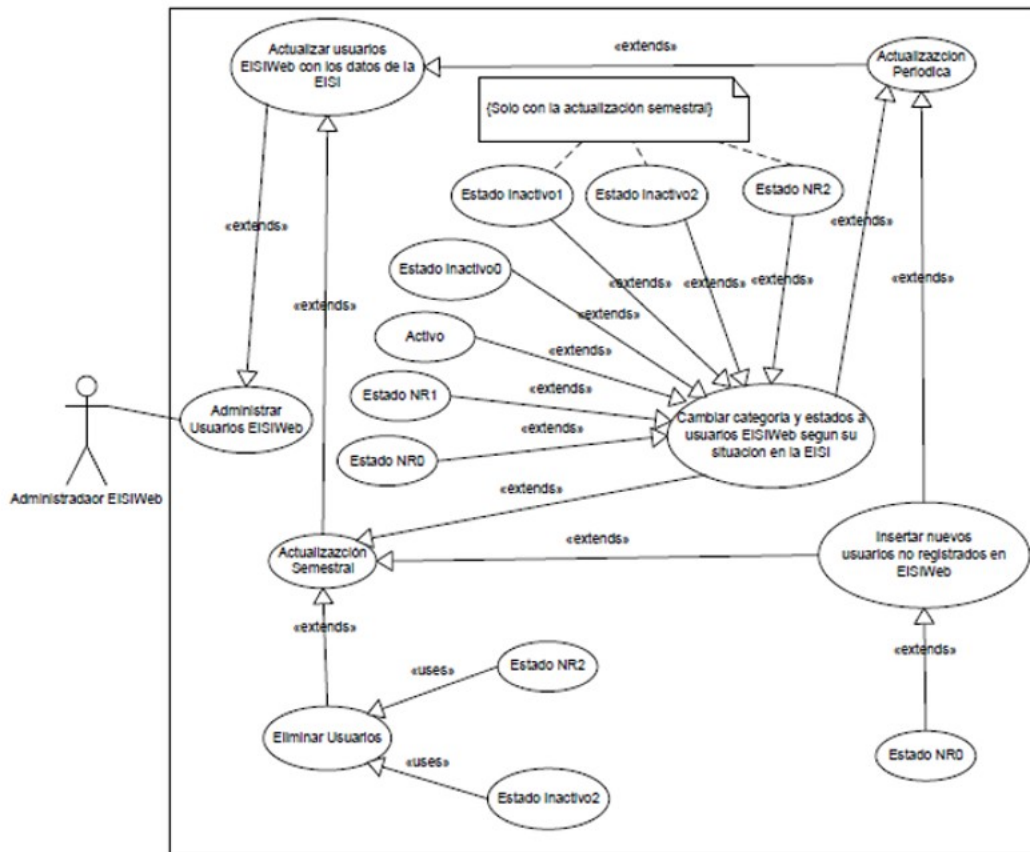 Actualizar usuarios
EISIWeb con los datos de la
EISI
«extends»
Actualizazcion
Periodica
{Solo con la actualización semestral}
Estado Inactivo1
Estado Inactivo2
Estado NR2
«extends»
«extends»
«extends»
Estado Inactivo0
«extends»
«extends»
«extends»
«extends»
«extends»
Activo
«extends»
Estado NR1
«extends»
Administrar
Usuarios EISIWeb
Cambiar categoria y estados a
usuarios EISIWeb segun su
situacion en la EISI
«extends»
Estado NR0
Administradaor EISIWeb
«extends»
Insertar nuevos
usuarios no registrados en
EISIWeb
Actualizazción
Semestral
«extends»
«extends»
«extends»
Estado NR2
«uses»
Eliminar Usuarios
Estado NR0
«uses»
Estado Inactivo2